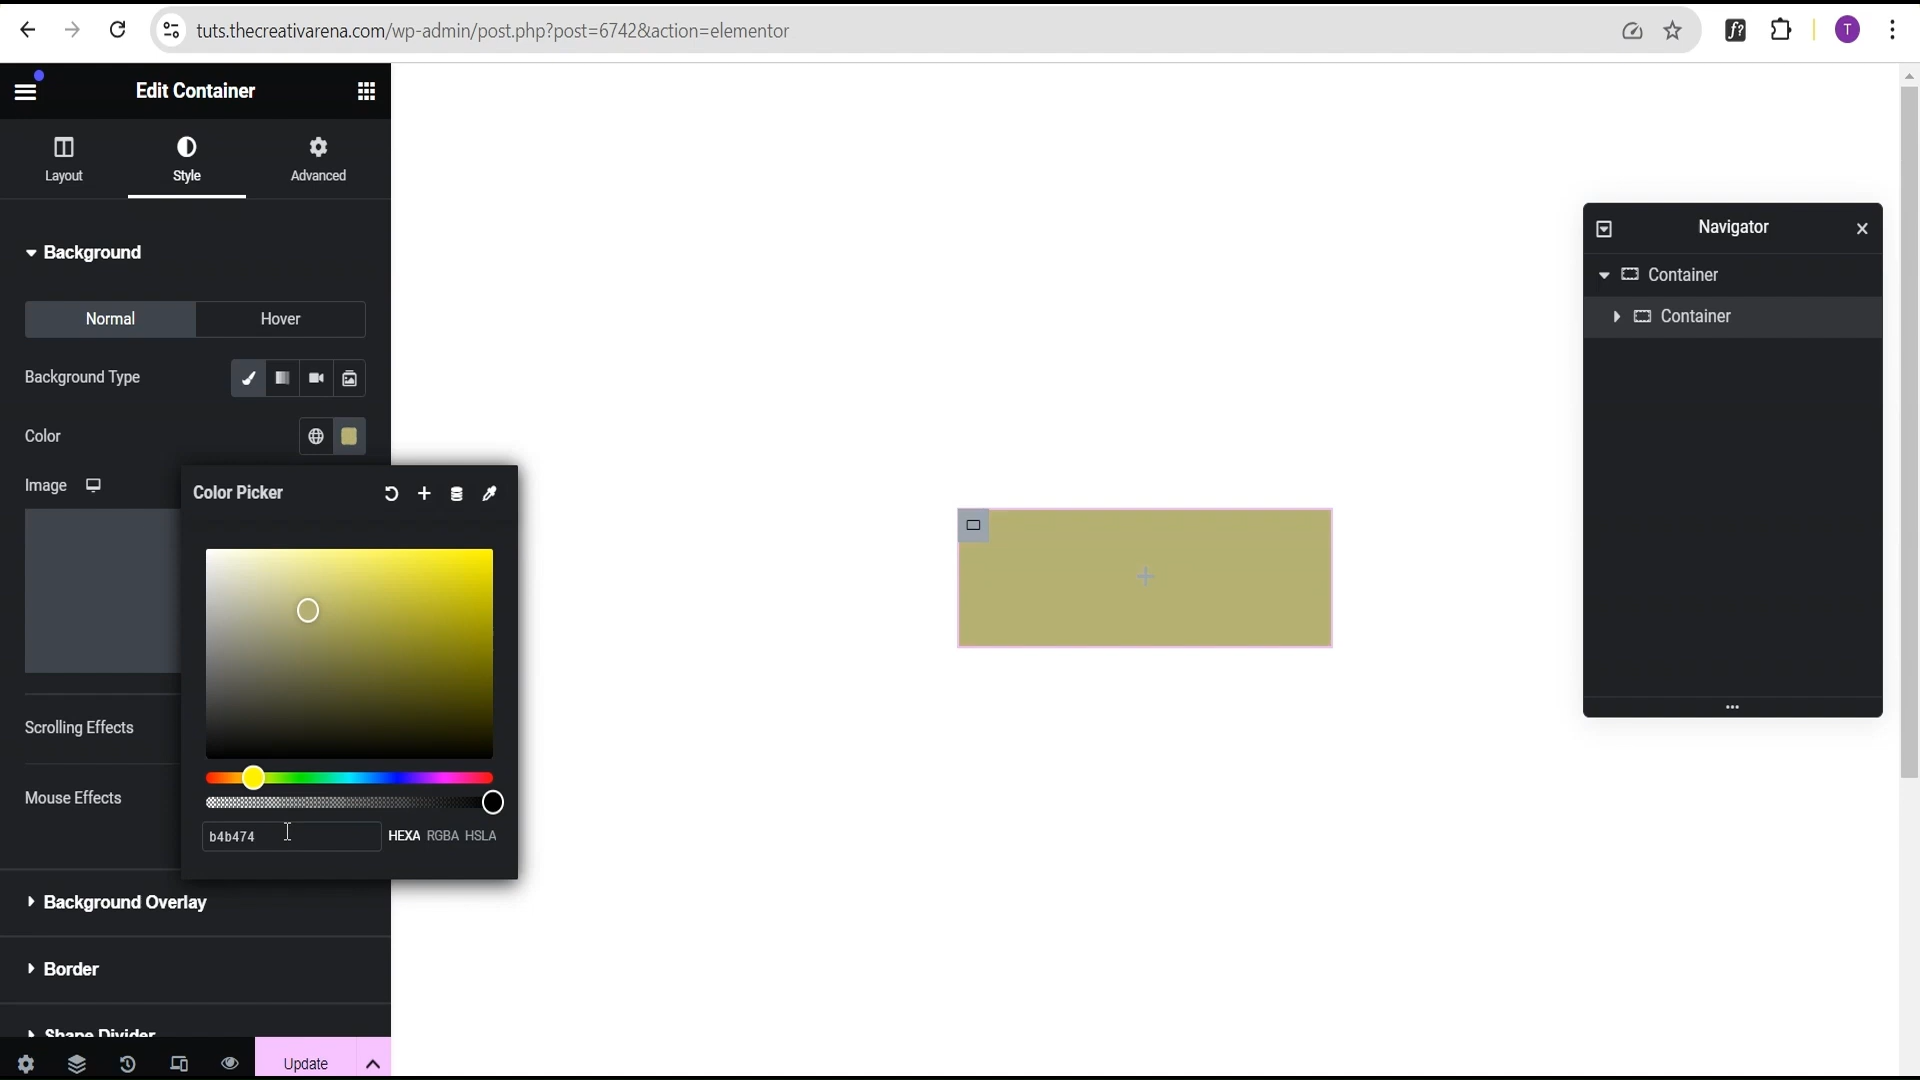 tuts.thecreativarena.com/wp-admin/post.php?post=6742&action=elementor
f?
T
Edit Container
Layout
Style
Advanced
Background
Normal
Hover
Background Type
Color
Image
Color Picker
b4b474
HEXA RGBA HSLA
Scrolling Effects
Mouse Effects
Background Overlay
Border
Shape Divider
Update
Navigator
Container
Container